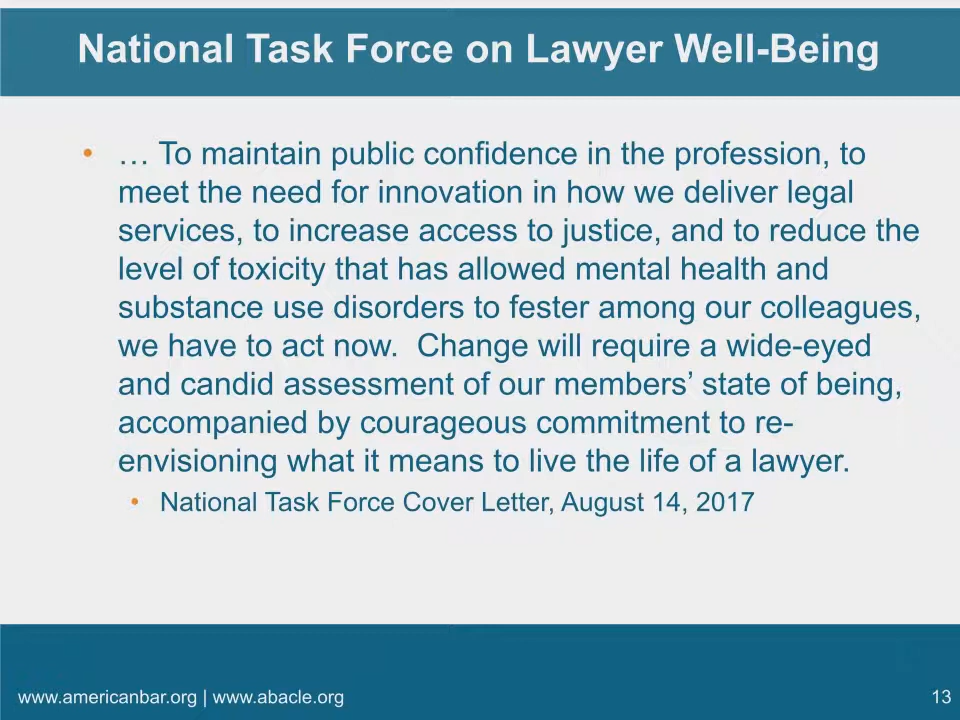 National Task Force on Lawyer Well-Being
• … To maintain public confidence in the profession, to
meet the need for innovation in how we deliver legal
services, to increase access to justice, and to reduce the
level of toxicity that has allowed mental health and
substance use disorders to fester among our colleagues,
we have to act now.  Change will require a wide-eyed
and candid assessment of our members’ state of being,
accompanied by courageous commitment to re-
envisioning what it means to live the life of a lawyer.
• National Task Force Cover Letter, August 14, 2017
www.americanbar.org | www.abacle.org
13